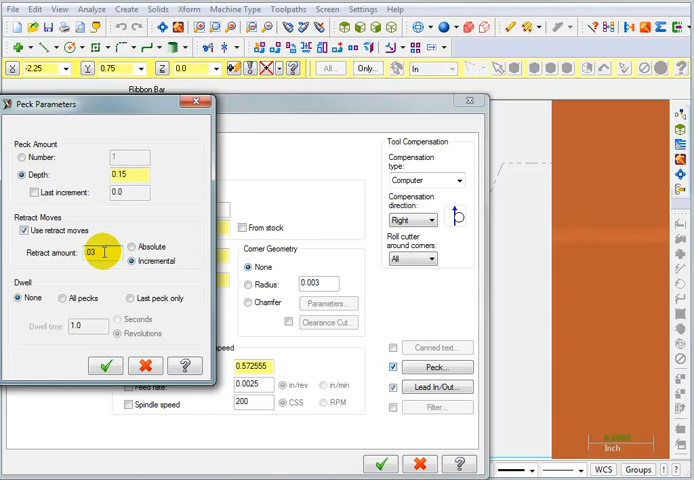 File Edit View Analyze Create Solids Xform Machine Type Toolpaths Screen Settings Help
X -2.25 Y 0.75 Z 0.0 All... Only... In
Ribbon Bar
Peck Parameters
Peck Amount
Number: 1
Depth: 0.15
Last increment: 0.0
Retract Moves
Use retract moves
Retract amount: .03
Absolute
Incremental
Dwell
None All pecks Last peck only
Dwell time: 1.0
Seconds
Revolutions
From stock
Corner Geometry
None
Radius: 0.003
Chamfer Parameters...
Clearance Cut...
Tool Compensation
Compensation
type:
Computer
Compensation
direction:
Right
Roll cutter
around corners:
All
0.572555
Feed rate: 0.0025 in/rev in/min
Spindle speed 200 CSS RPM
Canned text...
Peck...
Lead In/Out...
Filter...
Inch
WCS Groups ! ?